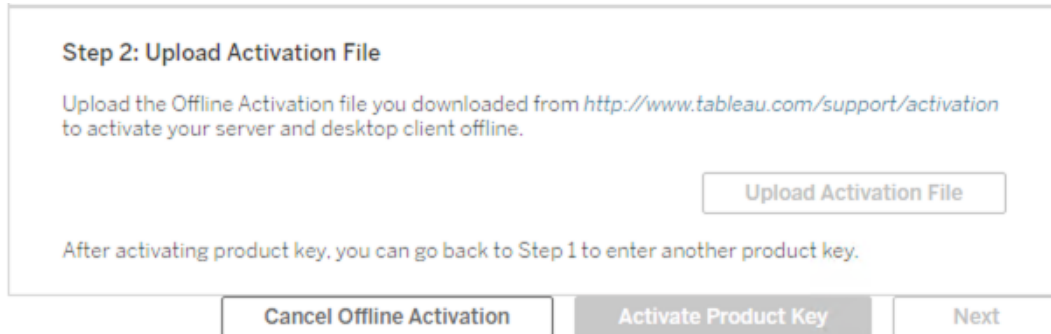 Step 2: Upload Activation File
Upload the Offline Activation file you downloaded from http://www.tableau.com/support/activation
to activate your server and desktop client offline.
Upload Activation File
After activating product key, you can go back to Step 1 to enter another product key.
Cancel Offline Activation Activate Product Key Next